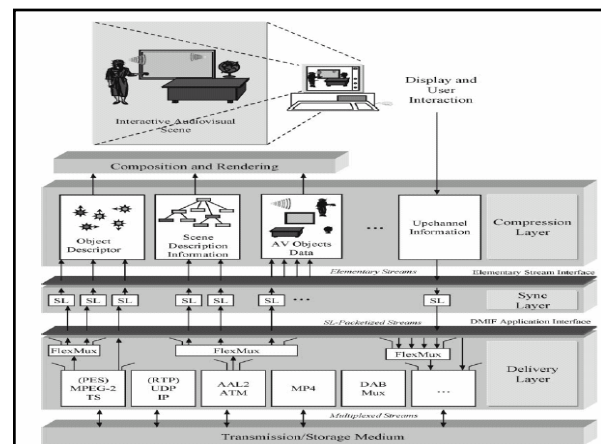 Display and
User
Interaction
Interactive Audiovisual
Scene
Composition and Rendering
Object
Descriptor
Scene
Description
Information
AV Objects
Data
...
Upchannel
Information
Compression
Layer
Elementary Streams
Elementary Stream Interface
SL
SL
SL
SL
SL
SL
...
SL
Sync
Layer
SL-Packetized Streams
DMIF Application Interface
FlexMux
FlexMux
FlexMux
Delivery
Layer
(PES)
MPEG-2
TS
(RTP)
UDP
IP
AAL2
ATM
MP4
DAB
Mux
...
Multiplexed Streams
Transmission/Storage Medium